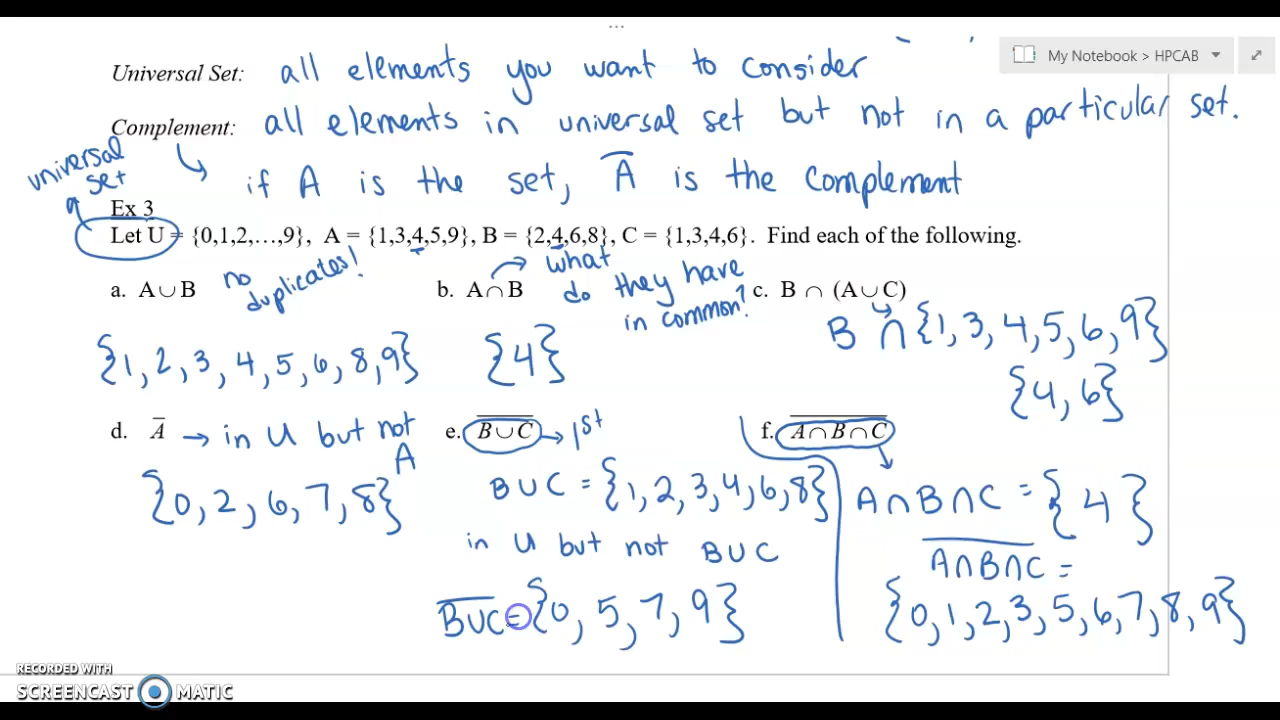 My Notebook > HPCAB
Universal Set: all elements you want to consider
Complement: all elements in universal set but not in a particular set.
if A is the set, A̅ is the complement
universal
set
Ex 3
Let U = {0,1,2,…,9}, A = {1,3,4,5,9}, B = {2,4,6,8}, C = {1,3,4,6}. Find each of the following.
a. A∪B
no
duplicates!
b. A∩B
what
do they have
in common?
c. B ∩ (A∪C)
{1, 2, 3, 4, 5, 6, 8, 9}
{4}
B ∩ {1, 3, 4, 5, 6, 9}
{4, 6}
d. A̅ → in U but not
A
{0, 2, 6, 7, 8}
e. B̅∪̅C̅ → 1st
B∪C = {1, 2, 3, 4, 6, 8}
in U but not B∪C
B̅∪̅C̅ = {0, 5, 7, 9}
f. A̅∩̅B̅∩̅C̅
A∩B∩C = {4}
A̅∩̅B̅∩̅C̅ =
{0, 1, 2, 3, 5, 6, 7, 8, 9}
RECORDED WITH
SCREENCAST MATIC